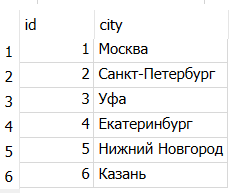 id city
1 1 Москва
2 2 Санкт-Петербург
3 3 Уфа
4 4 Екатеринбург
5 5 Нижний Новгород
6 6 Казань